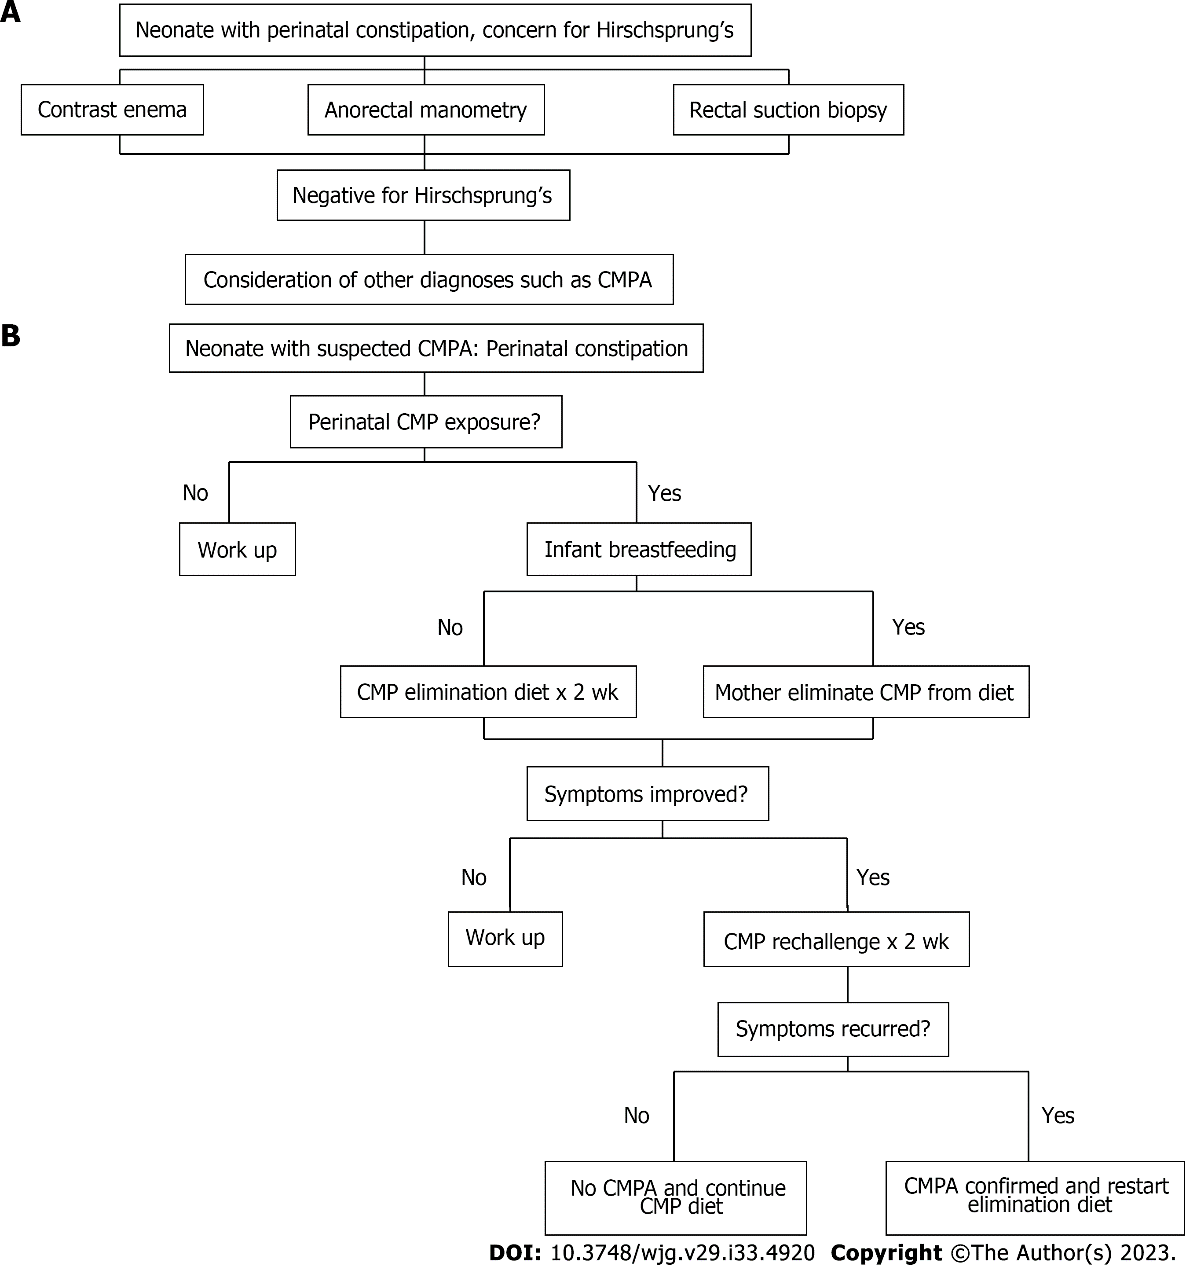 A
Neonate with perinatal constipation, concern for Hirschsprung's
Contrast enema
Anorectal manometry
Rectal suction biopsy
Negative for Hirschsprung's
Consideration of other diagnoses such as CMPA
B
Neonate with suspected CMPA: Perinatal constipation
Perinatal CMP exposure?
No
Yes
Work up
Infant breastfeeding
No
Yes
CMP elimination diet x 2 wk
Mother eliminate CMP from diet
Symptoms improved?
No
Yes
Work up
CMP rechallenge x 2 wk
Symptoms recurred?
No
Yes
No CMPA and continue
CMP diet
CMPA confirmed and restart
elimination diet
DOI: 10.3748/wjg.v29.i33.4920 Copyright ©The Author(s) 2023.